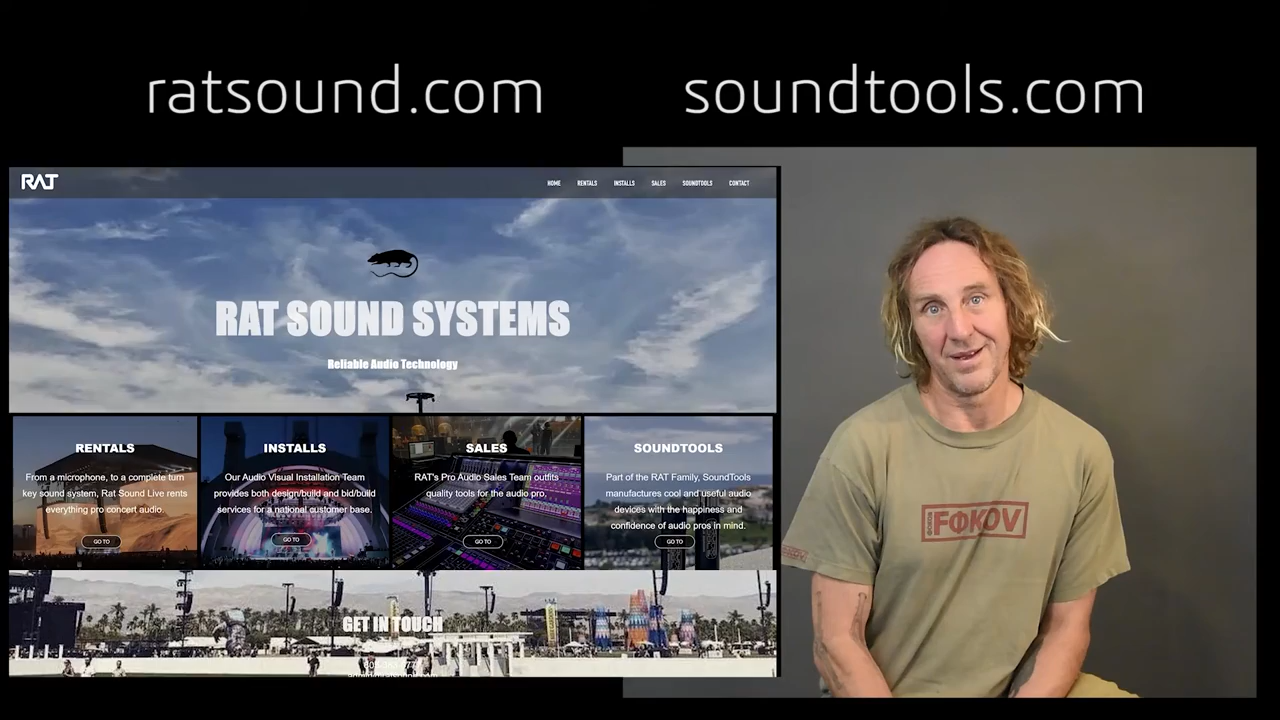 ratsound.com
soundtools.com
RAT
HOME RENTALS INSTALLS SALES SOUNDTOOLS CONTACT
RAT SOUND SYSTEMS
Reliable Audio Technology
RENTALS
From a microphone, to a complete turn
key sound system, Rat Sound Live rents
everything pro concert audio.
GO TO
INSTALLS
Our Audio Visual Installation Team
provides both design/build and bid/build
services for a national customer base.
GO TO
SALES
RAT's Pro Audio Sales Team outfits
quality tools for the audio pro.
GO TO
SOUNDTOOLS
Part of the RAT Family, SoundTools
manufactures cool and useful audio
devices with the happiness and
confidence of audio pros in mind.
GO TO
GET IN TOUCH
FΦKOV